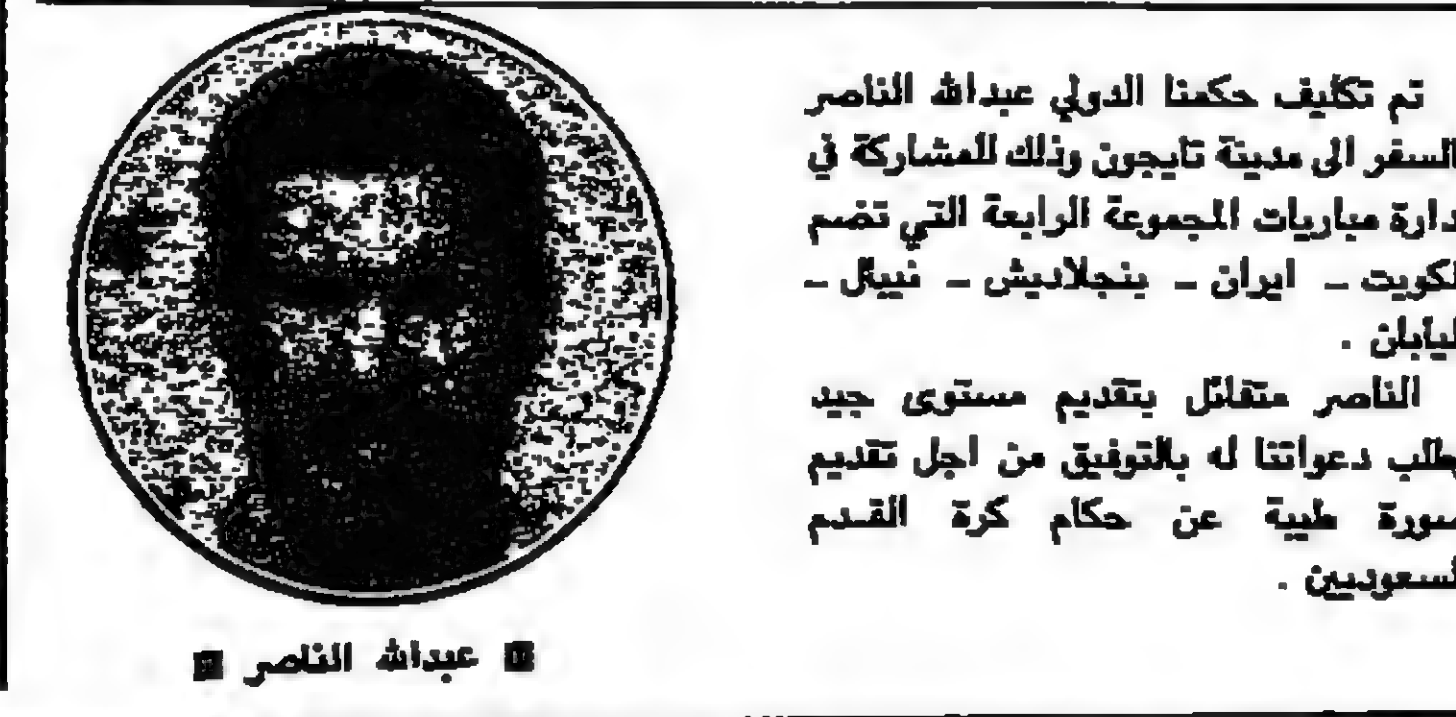 تم تكليف حكمنا الدولي عبدالله الناصر
السفر الى مدينة تايجون وذلك للمشاركة في
دارة مباريات المجموعة الرابعة التي تضم
لكويت – ايران – بنجلاديش – نيبال –
ليابان .
الناصر متفائل بتقديم مستوى جيد
يطلب دعواتنا له بالتوفيق من اجل تقديم
صورة طيبة عن حكام كرة القدم
لسعوديين .
عبدالله الناصر